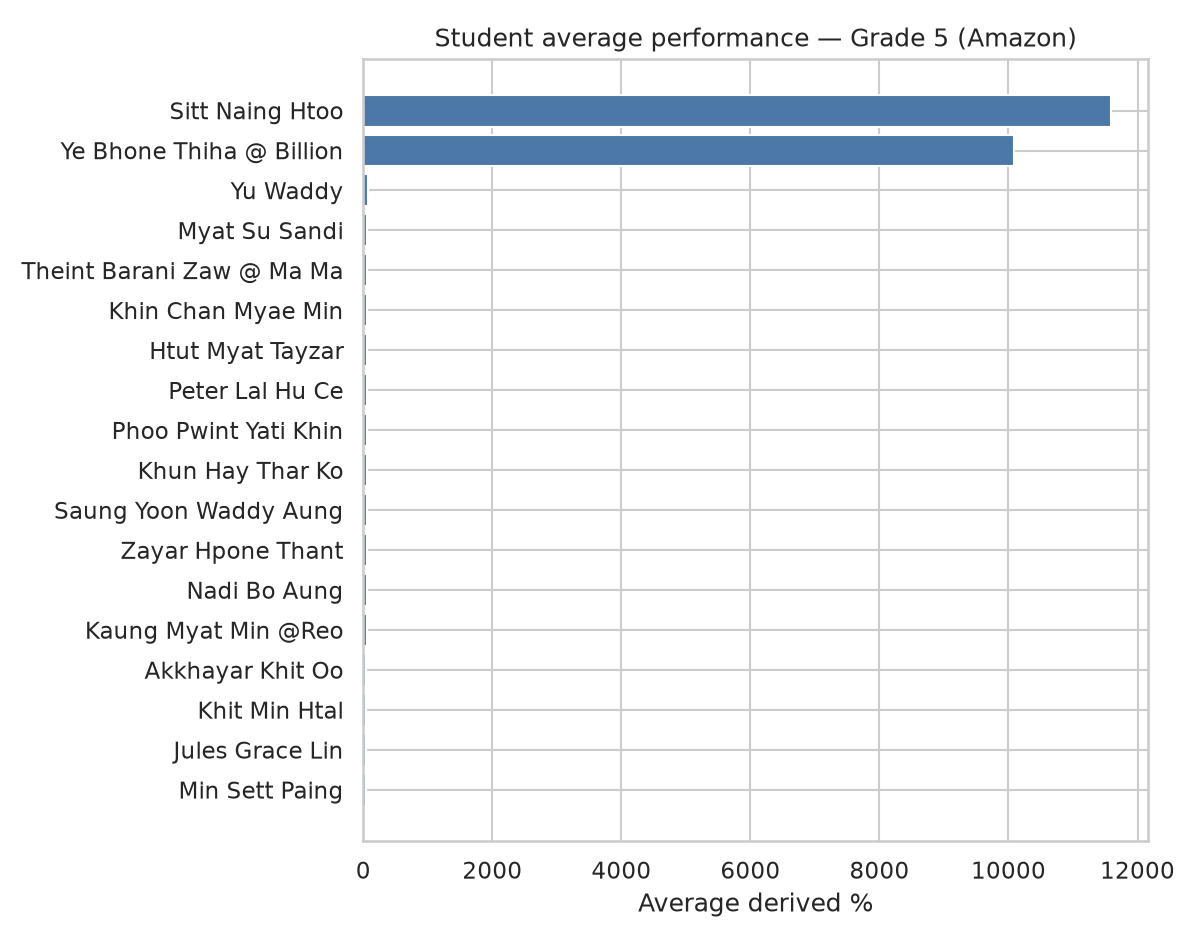 Student average performance — Grade 5 (Amazon)
Sitt Naing Htoo
Ye Bhone Thiha @ Billion
Yu Waddy
Myat Su Sandi
Theint Barani Zaw @ Ma Ma
Khin Chan Myae Min
Htut Myat Tayzar
Peter Lal Hu Ce
Phoo Pwint Yati Khin
Khun Hay Thar Ko
Saung Yoon Waddy Aung
Zayar Hpone Thant
Nadi Bo Aung
Kaung Myat Min @Reo
Akkhayar Khit Oo
Khit Min Htal
Jules Grace Lin
Min Sett Paing
0 2000 4000 6000 8000 10000 12000
Average derived %